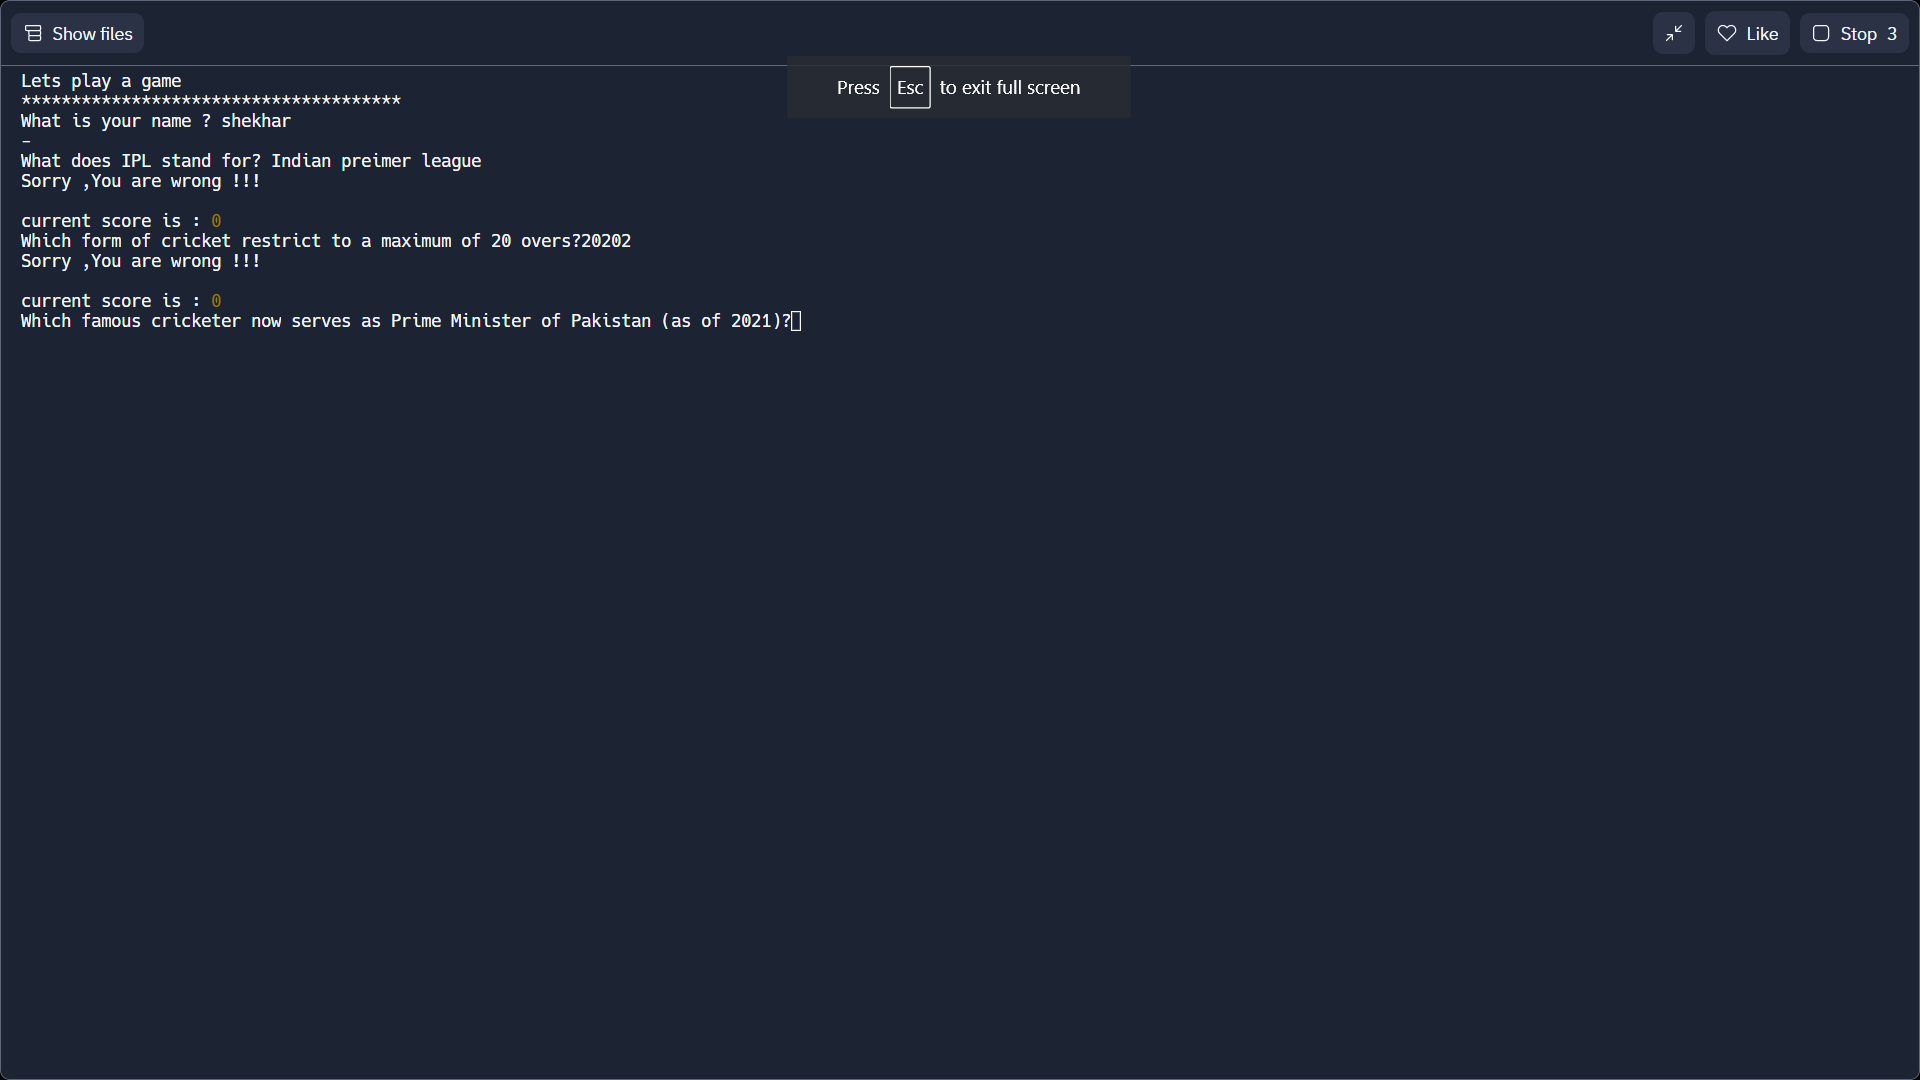 Show files
Like
Stop 3
Press Esc to exit full screen
Lets play a game
**************************************
What is your name ? shekhar
–
What does IPL stand for? Indian preimer league
Sorry ,You are wrong !!!
current score is : 0
Which form of cricket restrict to a maximum of 20 overs?20202
Sorry ,You are wrong !!!
current score is : 0
Which famous cricketer now serves as Prime Minister of Pakistan (as of 2021)?